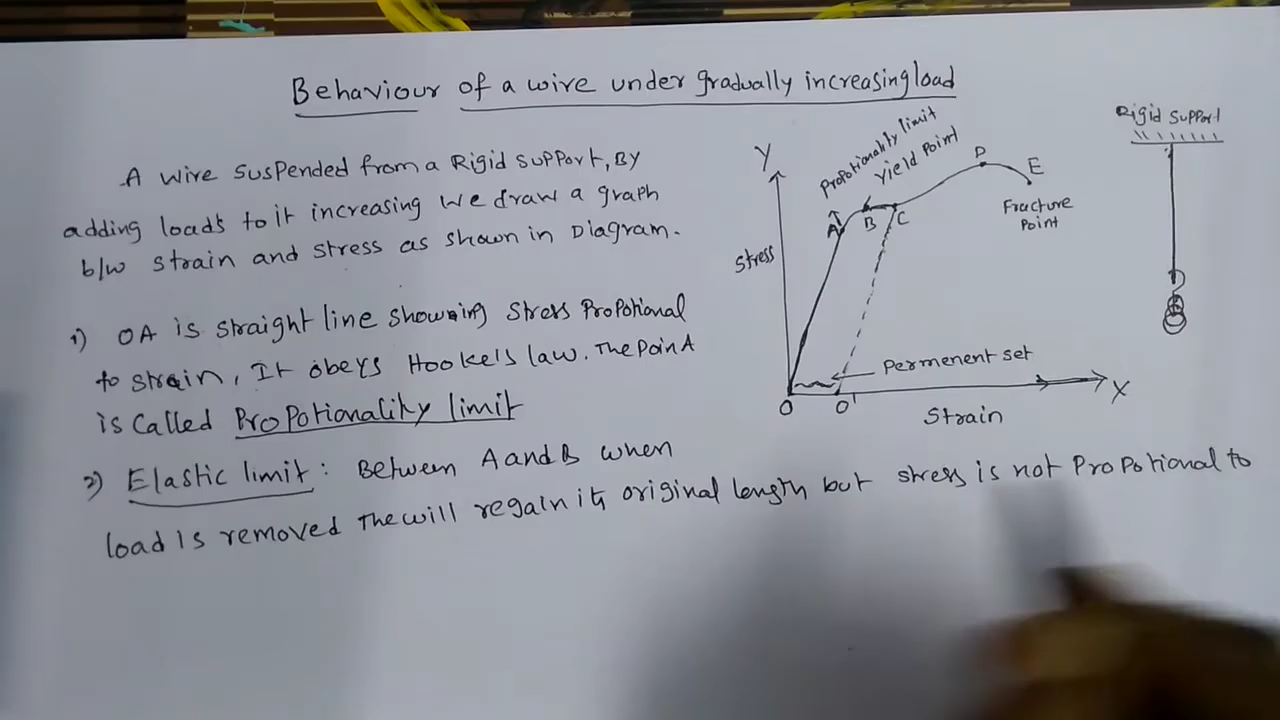 Behaviour of a wire under gradually increasing load
A wire suspended from a Rigid support, By
adding loads to it increasing we draw a graph
b/w strain and stress as shown in Diagram.
1) OA is straight line showing stress Propotional
to strain, It obeys Hooke's law. The Poin A
is Called Propotionality limit
2) Elastic limit: Between A and B when
load is removed The will regain its original length but stress is not Propotional to
Y
Stress
Propotionality limit
Yield Point
A
B
C
D
E
Fracture
Point
Permenent set
O
O'
Strain
X
Rigid Support